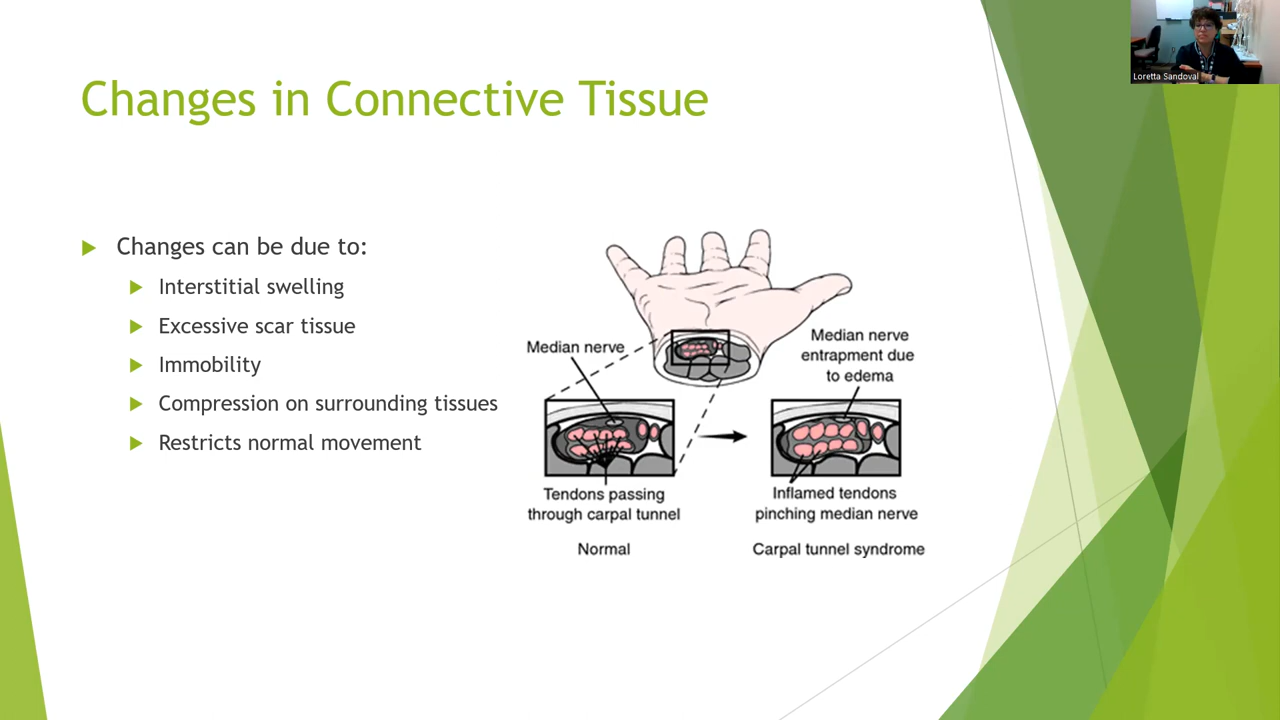 Loretta Sandoval
Changes in Connective Tissue
Changes can be due to:
Interstitial swelling
Excessive scar tissue
Immobility
Compression on surrounding tissues
Restricts normal movement
Median nerve
Median nerve
entrapment due
to edema
Tendons passing
through carpal tunnel
Inflamed tendons
pinching median nerve
Normal
Carpal tunnel syndrome